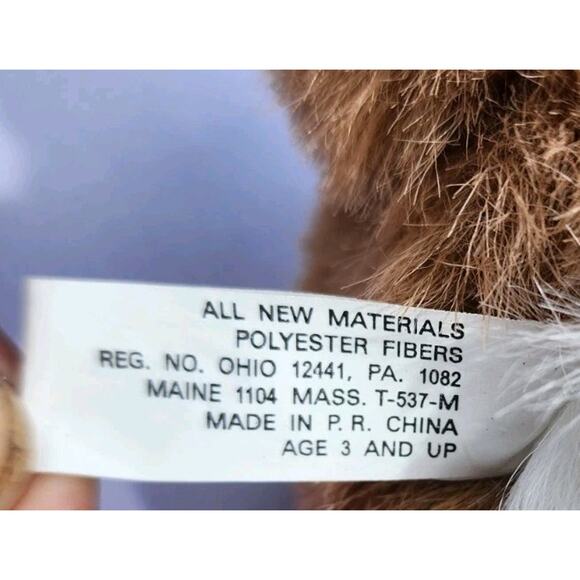 ALL NEW MATERIALS
POLYESTER FIBERS
REG. NO. OHIO 12441, PA. 1082
MAINE 1104 MASS. T-537-M
MADE IN P. R. CHINA
AGE 3 AND UP